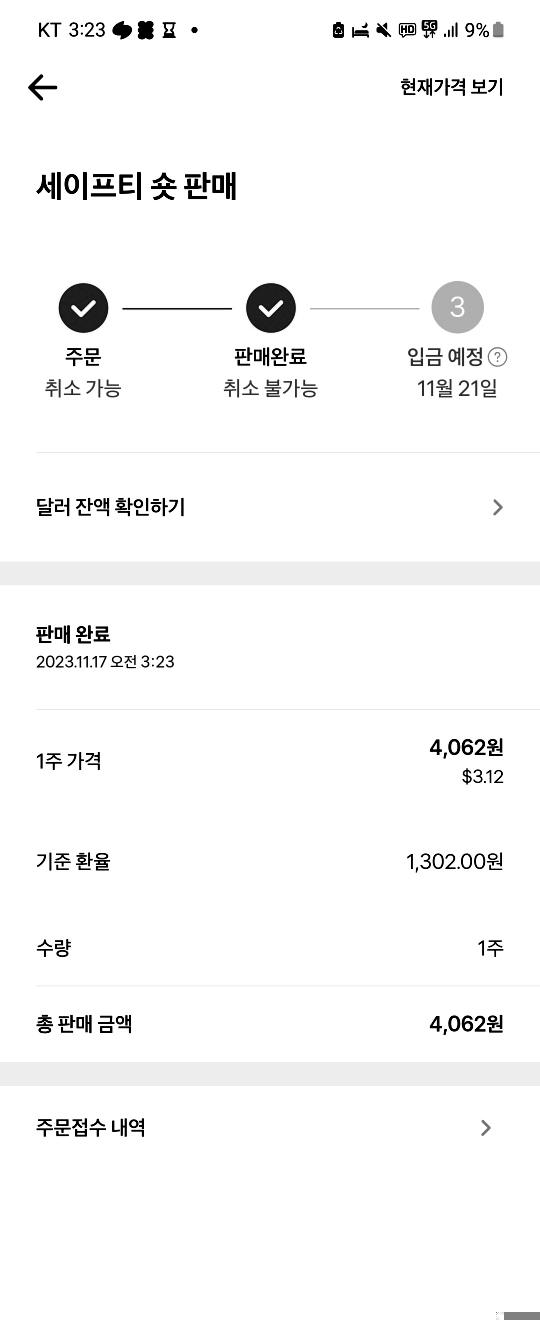 KT 3:23 HD 5G 9%
현재가격 보기
세이프티 숏 판매
3
주문 판매완료 입금 예정 ?
취소 가능 취소 불가능 11월 21일
달러 잔액 확인하기
판매 완료
2023.11.17 오전 3:23
1주 가격 4,062원
$3.12
기준 환율 1,302.00원
수량 1주
총 판매 금액 4,062원
주문접수 내역